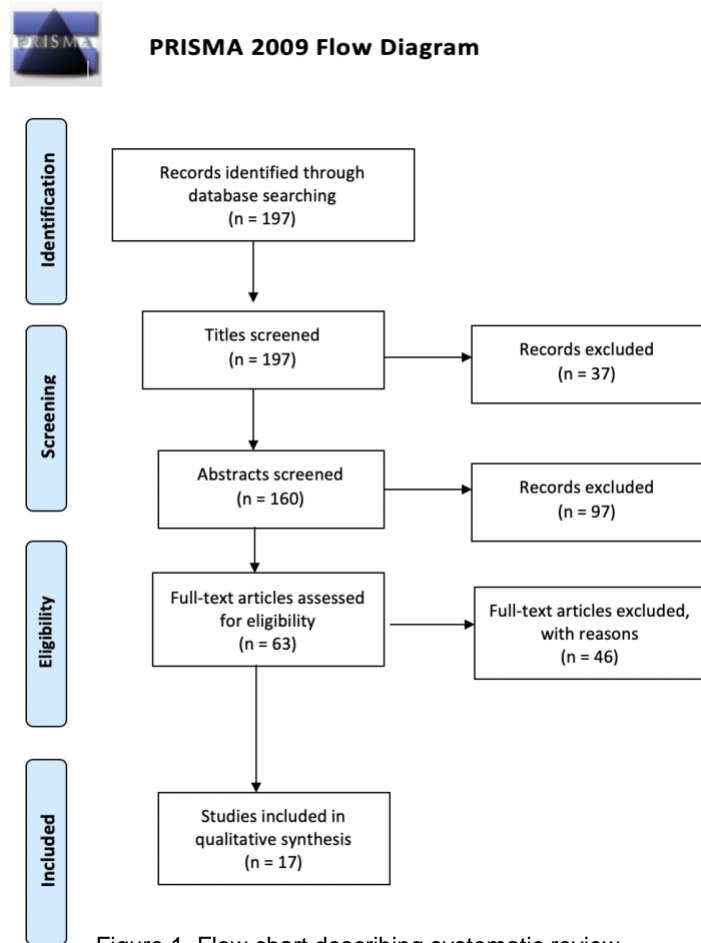 PRISMA
PRISMA 2009 Flow Diagram
Identification
Records identified through
database searching
(n = 197)
Screening
Titles screened
(n = 197)
Records excluded
(n = 37)
Abstracts screened
(n = 160)
Records excluded
(n = 97)
Eligibility
Full-text articles assessed
for eligibility
(n = 63)
Full-text articles excluded,
with reasons
(n = 46)
Included
Studies included in
qualitative synthesis
(n = 17)
Figure 1. Flow chart describing systematic review